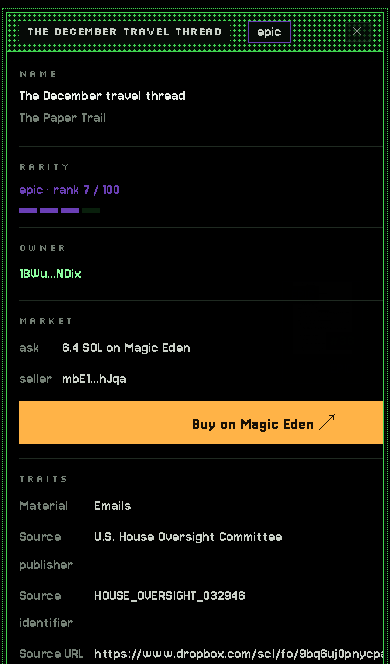 THE DECEMBER TRAVEL THREAD epic ×
NAME
The December travel thread
The Paper Trail
RARITY
epic · rank 7 / 100
OWNER
1BWu...NDix
MARKET
ask 6.4 SOL on Magic Eden
seller mbE1...hJqa
Buy on Magic Eden ↗
TRAITS
Material Emails
Source U.S. House Oversight Committee
publisher
Source HOUSE_OVERSIGHT_032946
identifier
Source URL https://www.dropbox.com/scl/fo/9bq6uj0pnycpa